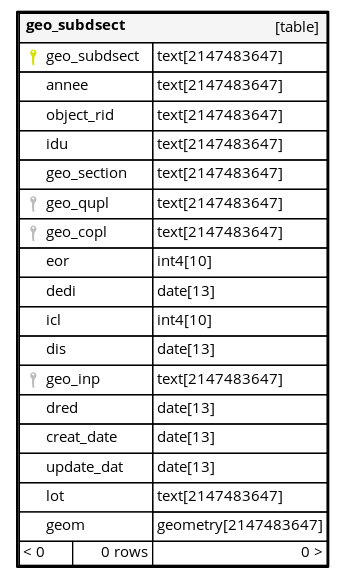 geo_subdsect [table]
geo_subdsect text[2147483647]
annee text[2147483647]
object_rid text[2147483647]
idu text[2147483647]
geo_section text[2147483647]
geo_qupl text[2147483647]
geo_copl text[2147483647]
eor int4[10]
dedi date[13]
icl int4[10]
dis date[13]
geo_inp text[2147483647]
dred date[13]
creat_date date[13]
update_dat date[13]
lot text[2147483647]
geom geometry[2147483647]
< 0 0 rows 0 >